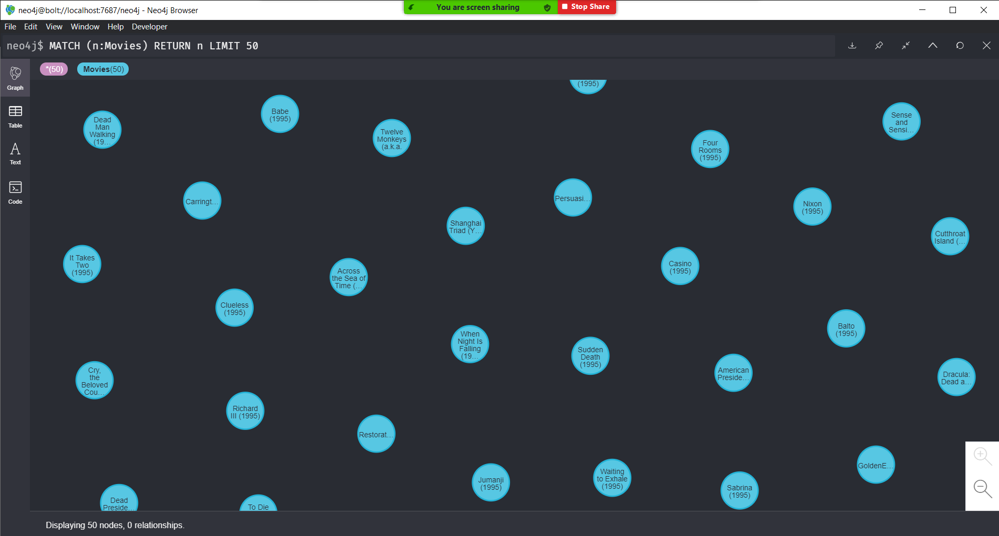 neo4j@bolt://localhost:7687/neo4j - Neo4j Browser
You are screen sharing
Stop Share
File Edit View Window Help Developer
neo4j$ MATCH (n:Movies) RETURN n LIMIT 50
Graph
Table
Text
Code
*(50)
Movies(50)
(1995)
Dead
Man
Walking
(19...
Babe
(1995)
Twelve
Monkeys
(a.k.a.
Four
Rooms
(1995)
Sense
and
Sensi...
Carringt...
Shanghai
Triad (Y...
Persuasi...
Nixon
(1995)
Cutthroat
Island (...
It Takes
Two
(1995)
Across
the Sea of
Time (...
Casino
(1995)
Clueless
(1995)
When
Night Is
Falling
(19...
Sudden
Death
(1995)
Balto
(1995)
Cry,
the
Beloved
Cou...
American
Preside...
Dracula:
Dead a...
Richard
III (1995)
Restorat...
Jumanji
(1995)
Waiting
to Exhale
(1995)
Sabrina
(1995)
GoldenE...
Dead
Preside...
To Die
Displaying 50 nodes, 0 relationships.